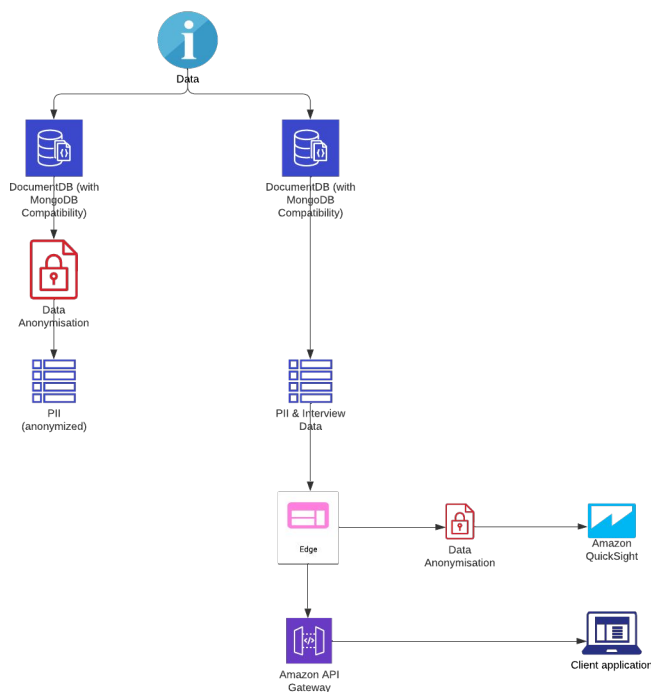 Data
DocumentDB (with
MongoDB
Compatibility)
DocumentDB (with
MongoDB
Compatibility)
Data
Anonymisation
PII
(anonymized)
PII & Interview
Data
Edge
Data
Anonymisation
Amazon
QuickSight
Amazon API
Gateway
Client application